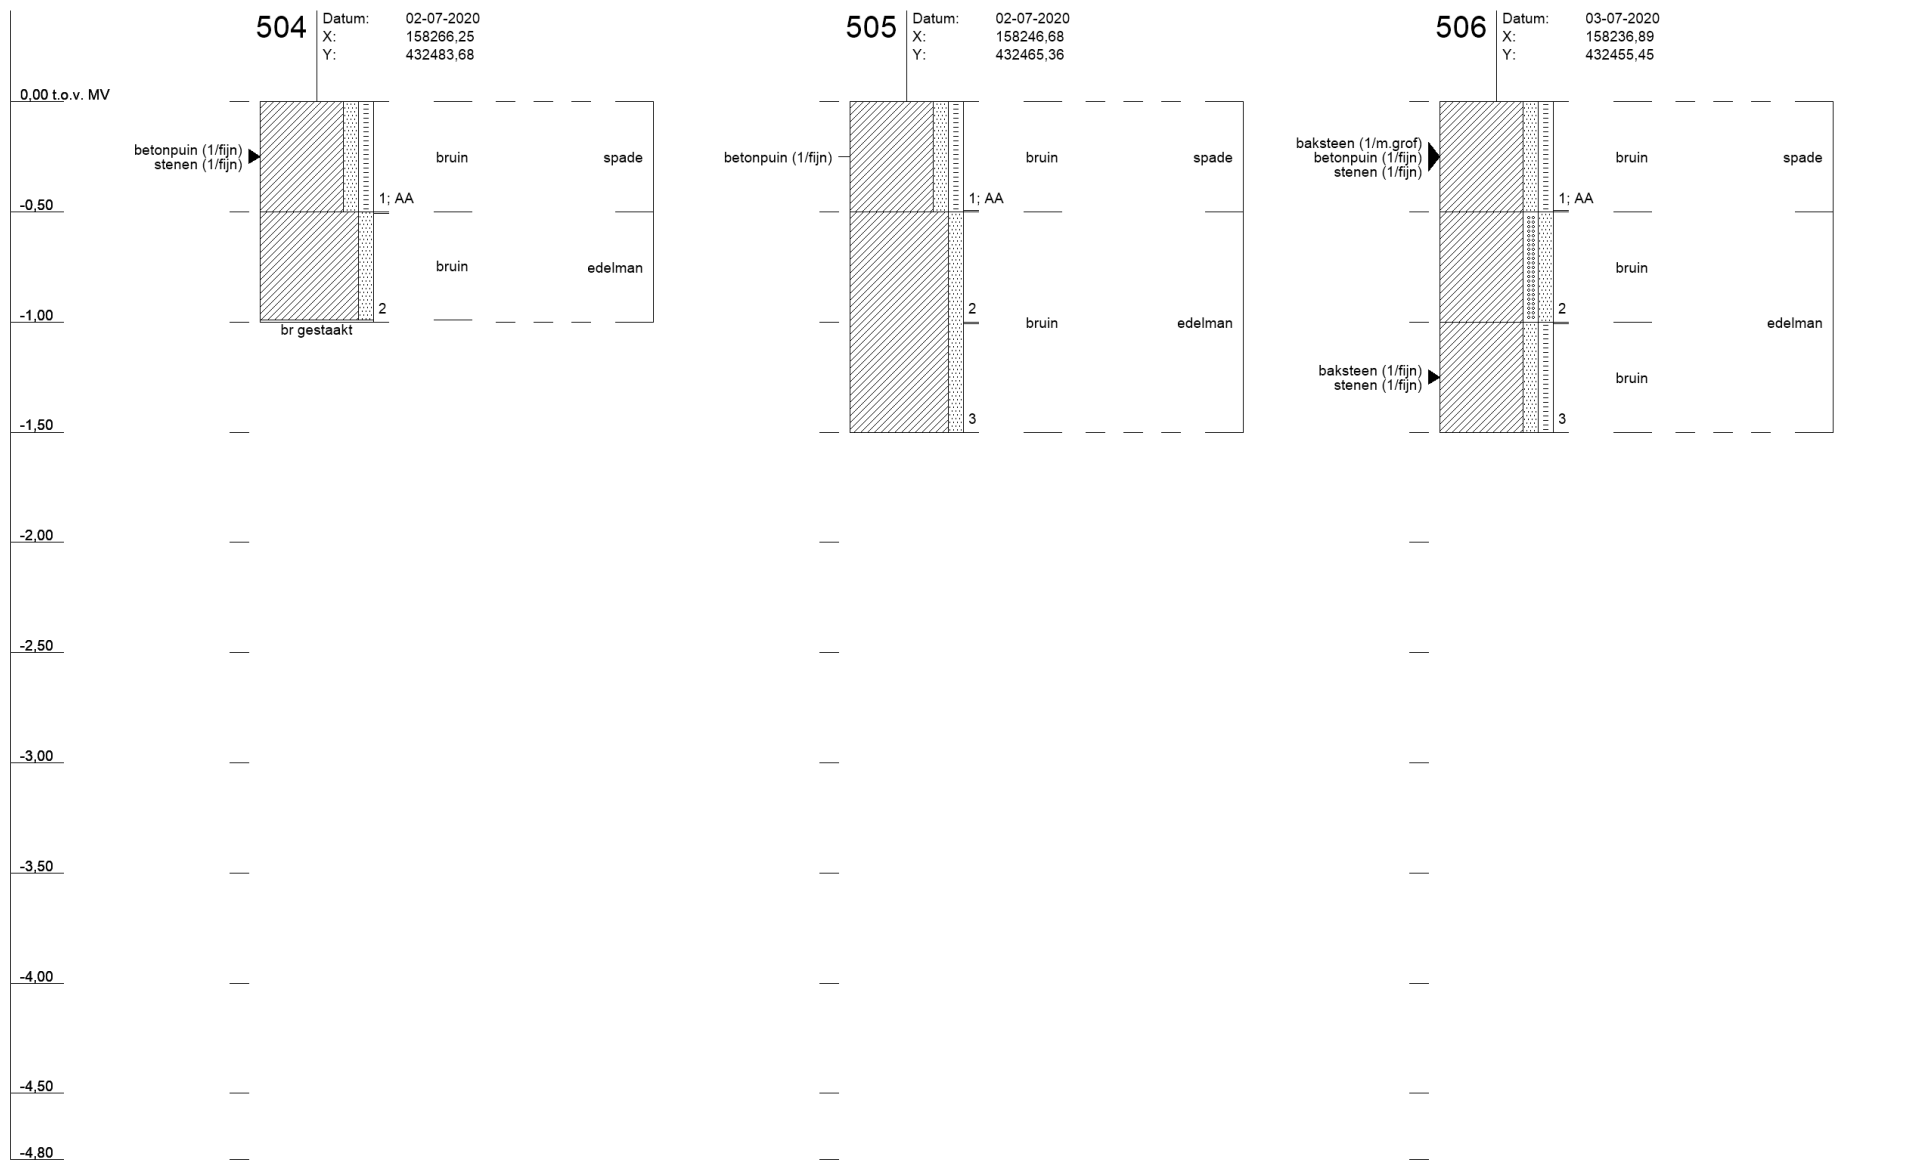 504
Datum: 02-07-2020
X: 158266,25
Y: 432483,68
505
Datum: 02-07-2020
X: 158246,68
Y: 432465,36
506
Datum: 03-07-2020
X: 158236,89
Y: 432455,45
0,00 t.o.v. MV
-0,50
-1,00
-1,50
-2,00
-2,50
-3,00
-3,50
-4,00
-4,50
-4,80
betonpuin (1/fijn)
stenen (1/fijn)
bruin
spade
1; AA
bruin
edelman
2
br gestaakt
betonpuin (1/fijn)
bruin
spade
1; AA
2
bruin
edelman
3
baksteen (1/m.grof)
betonpuin (1/fijn)
stenen (1/fijn)
bruin
spade
1; AA
bruin
2
edelman
baksteen (1/fijn)
stenen (1/fijn)
bruin
3